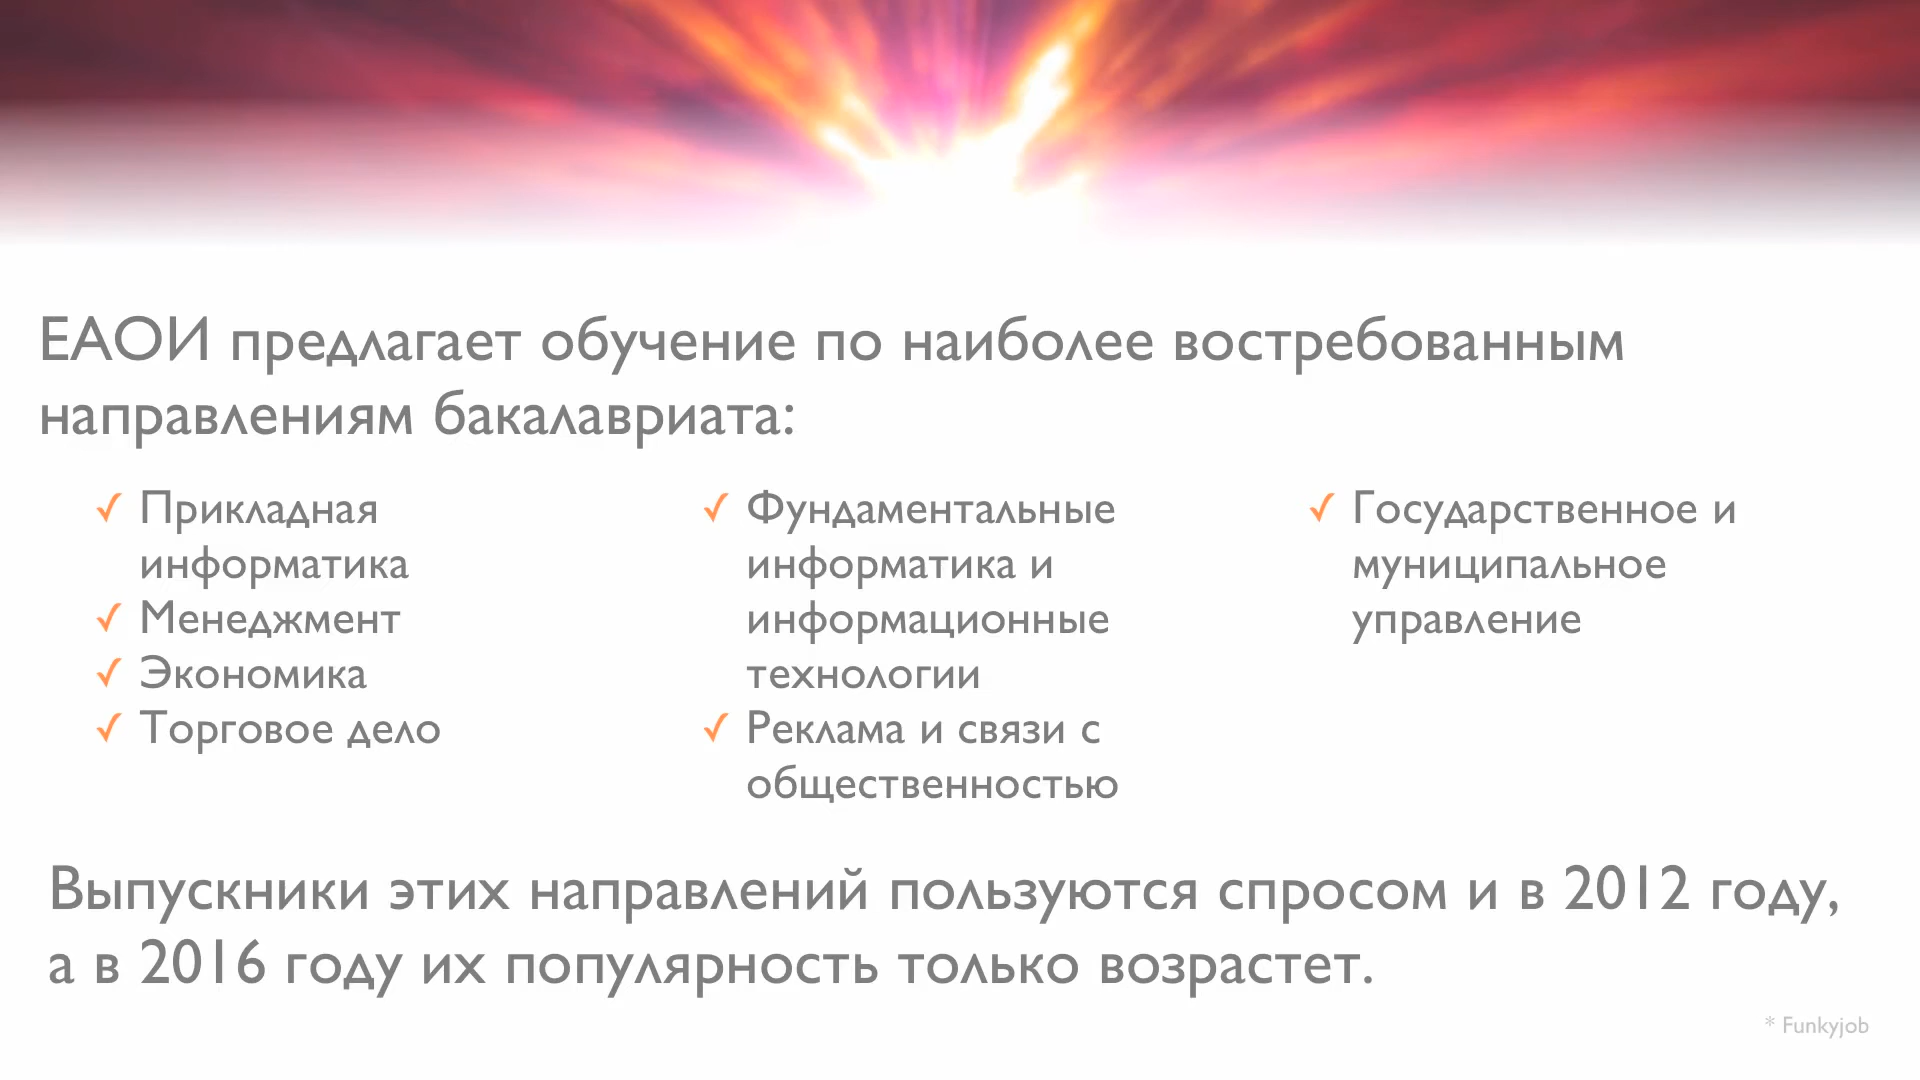 ЕАОИ предлагает обучение по наиболее востребованным
направлениям бакалавриата:
✓ Прикладная
информатика
✓ Менеджмент
✓ Экономика
✓ Торговое дело
✓ Фундаментальные
информатика и
информационные
технологии
✓ Реклама и связи с
общественностью
✓ Государственное и
муниципальное
управление
Выпускники этих направлений пользуются спросом и в 2012 году,
а в 2016 году их популярность только возрастет.
* Funkyjob